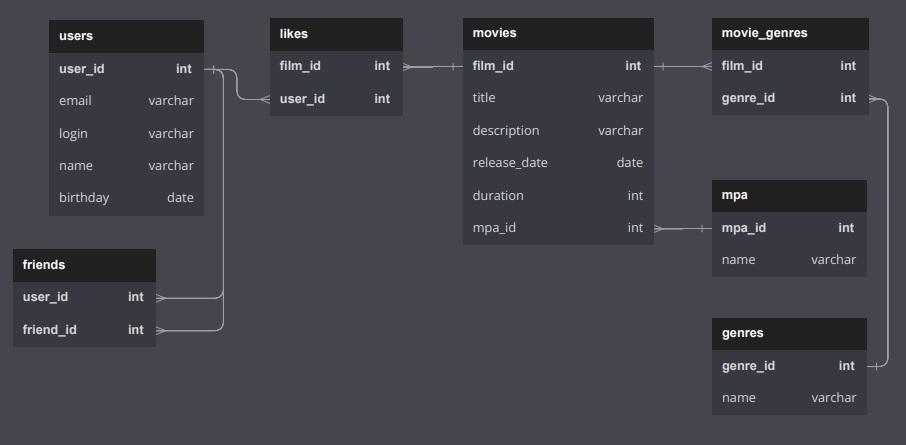 users
user_id int
email varchar
login varchar
name varchar
birthday date
likes
film_id int
user_id int
movies
film_id int
title varchar
description varchar
release_date date
duration int
mpa_id int
movie_genres
film_id int
genre_id int
mpa
mpa_id int
name varchar
friends
user_id int
friend_id int
genres
genre_id int
name varchar